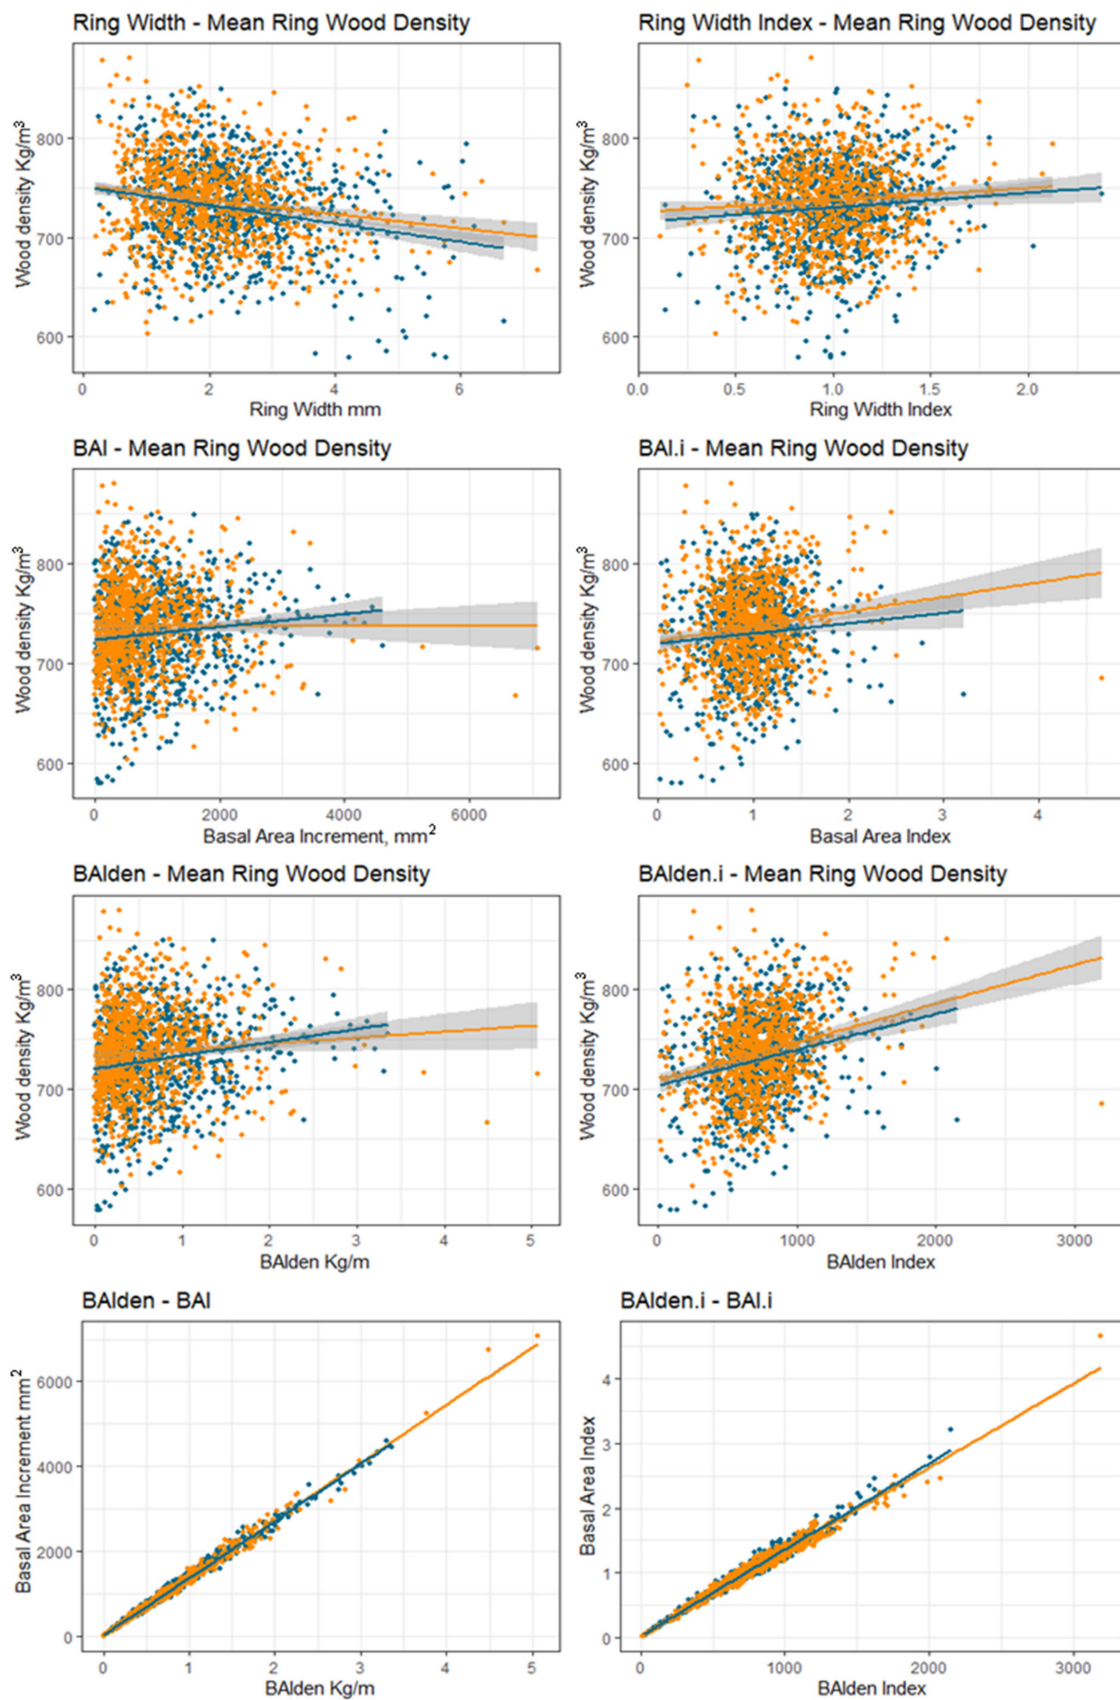 Ring Width - Mean Ring Wood Density
Wood density Kg/m³
800
700
600
0 2 4 6
Ring Width mm
Ring Width Index - Mean Ring Wood Density
Wood density Kg/m³
800
700
600
0.0 0.5 1.0 1.5 2.0
Ring Width Index
BAI - Mean Ring Wood Density
Wood density Kg/m³
800
700
600
0 2000 4000 6000
Basal Area Increment, mm²
BAI.i - Mean Ring Wood Density
Wood density Kg/m³
800
700
600
0 1 2 3 4
Basal Area Index
BAIden - Mean Ring Wood Density
Wood density Kg/m³
800
700
600
0 1 2 3 4 5
BAIden Kg/m
BAIden.i - Mean Ring Wood Density
Wood density Kg/m³
800
700
600
0 1000 2000 3000
BAIden Index
BAIden - BAI
Basal Area Increment mm²
6000
4000
2000
0
0 1 2 3 4 5
BAIden Kg/m
BAIden.i - BAI.i
Basal Area Index
4
3
2
1
0
0 1000 2000 3000
BAIden Index